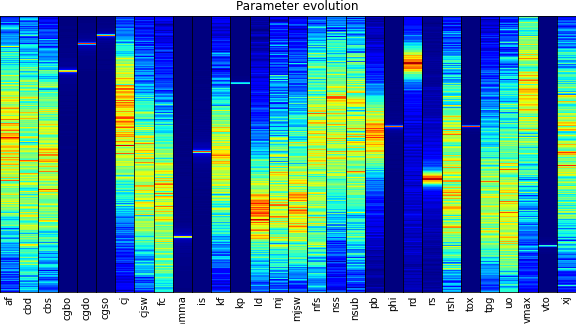 Parameter evolution
af cbd cbs cgbo cgdo cgso cj cjsw fc mma is kf kp ld mj mjsw nfs nss nsub pb phi rd rs rsh tox tpg uo vmax vto xj